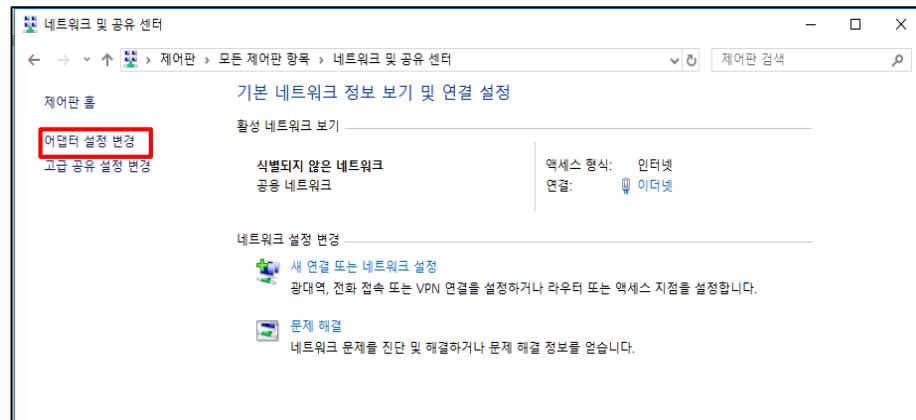 네트워크 및 공유 센터
제어판 › 모든 제어판 항목 › 네트워크 및 공유 센터
제어판 검색
제어판 홈
어댑터 설정 변경
고급 공유 설정 변경
기본 네트워크 정보 보기 및 연결 설정
활성 네트워크 보기
식별되지 않은 네트워크
공용 네트워크
액세스 형식: 인터넷
연결: 이더넷
네트워크 설정 변경
새 연결 또는 네트워크 설정
광대역, 전화 접속 또는 VPN 연결을 설정하거나 라우터 또는 액세스 지점을 설정합니다.
문제 해결
네트워크 문제를 진단 및 해결하거나 문제 해결 정보를 얻습니다.